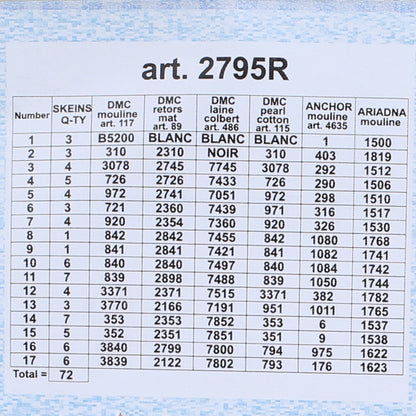 art. 2795R
Number SKEINS Q-TY DMC mouline art. 117 DMC retors mat art. 89 DMC laine colbert art. 486 DMC pearl cotton art. 115 ANCHOR mouline art. 4635 ARIADNA mouline
1 3 B5200 BLANC BLANC BLANC 1 1500
2 3 310 2310 NOIR 310 403 1819
3 4 3078 2745 7745 3078 292 1512
4 5 726 2726 7433 726 290 1506
5 4 972 2741 7051 972 298 1510
6 3 721 2360 7439 971 316 1517
7 4 920 2354 7360 920 326 1530
8 1 842 2842 7455 842 1080 1768
9 1 841 2841 7421 841 1082 1741
10 6 840 2840 7497 840 1084 1742
11 7 839 2898 7488 839 1050 1744
12 4 3371 2371 7515 3371 382 1782
13 3 3770 2166 7191 951 1011 1765
14 7 353 2353 7852 353 6 1537
15 5 352 2351 7851 351 9 1538
16 6 3840 2799 7800 794 975 1622
17 6 3839 2122 7802 793 176 1623
Total = 72